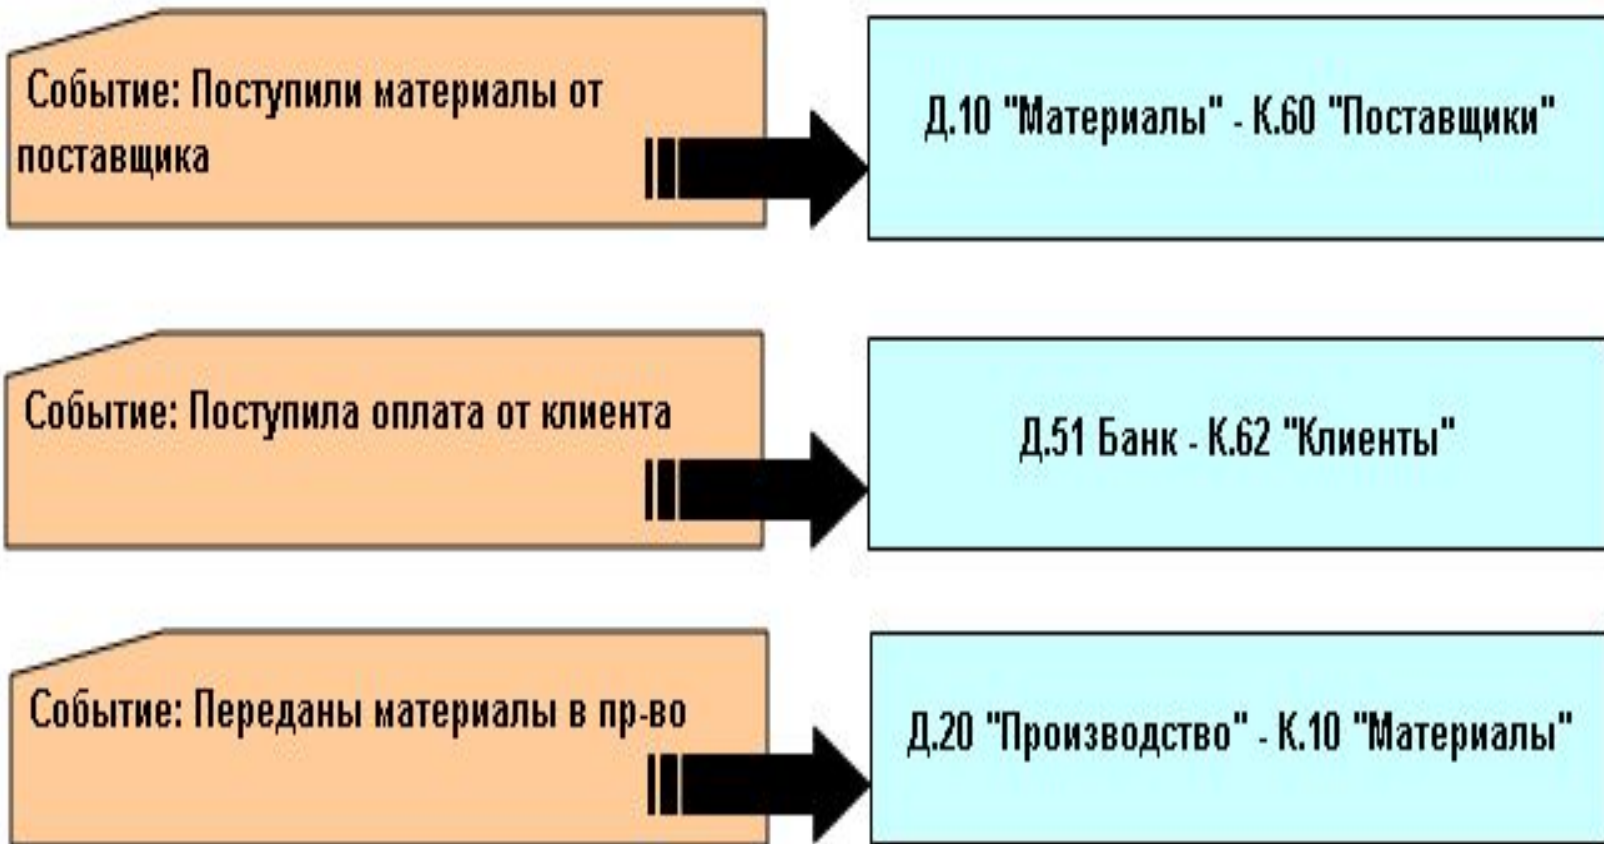 Событие: Поступили материалы от
поставщика
Д.10 "Материалы" - К.60 "Поставщики"
Событие: Поступила оплата от клиента
Д.51 Банк - К.62 "Клиенты"
Событие: Переданы материалы в пр-во
Д.20 "Производство" - К.10 "Материалы"